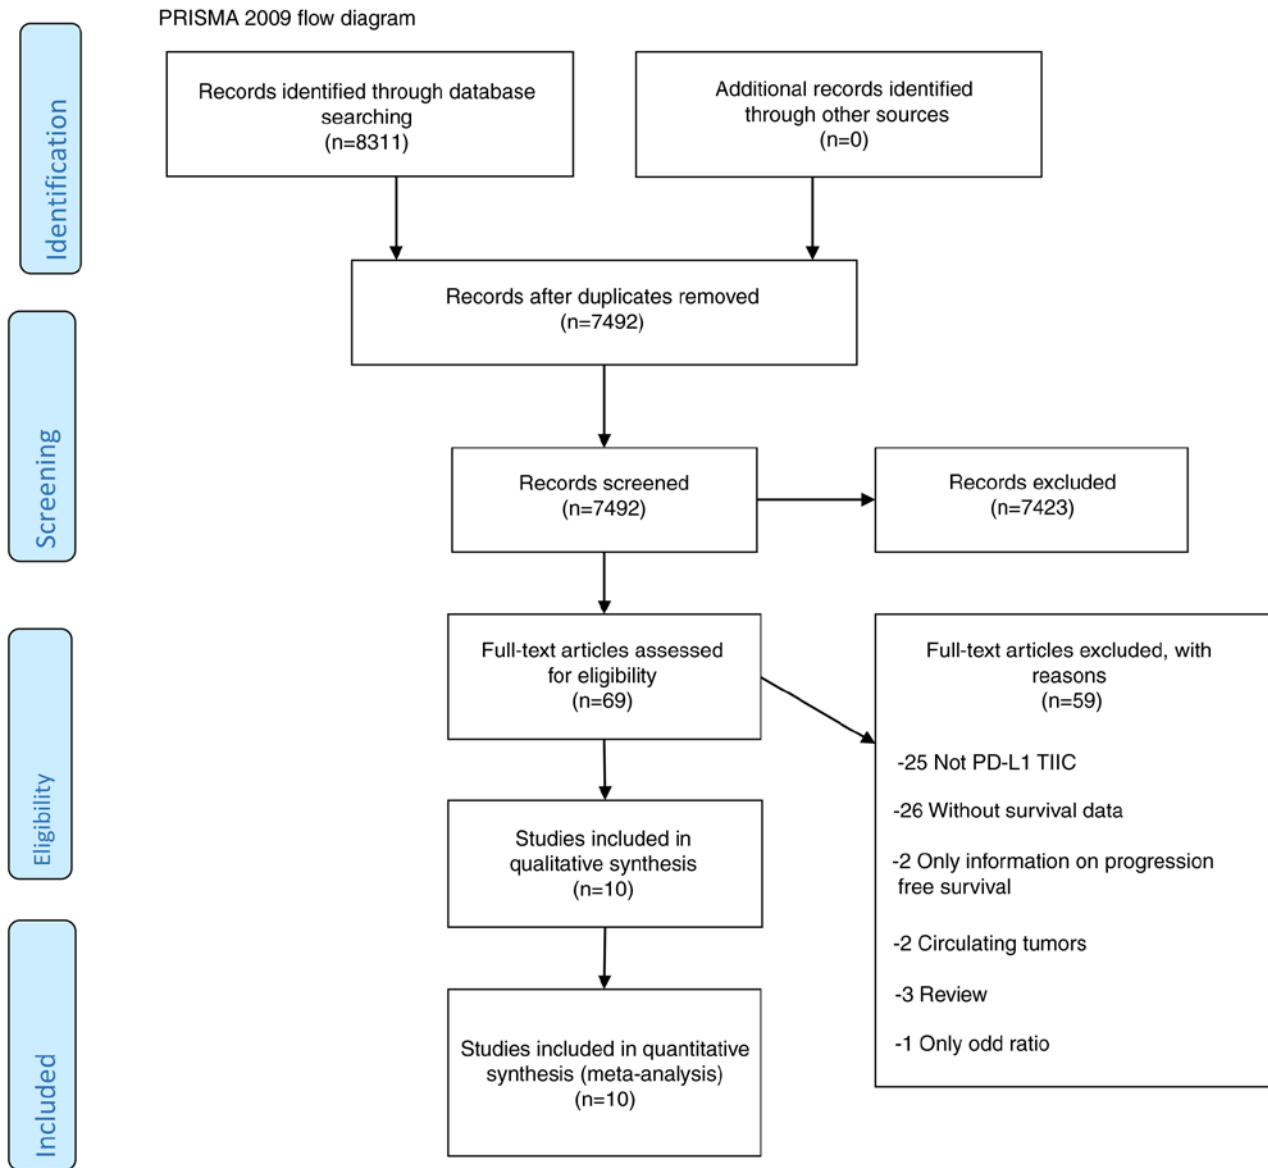 PRISMA 2009 flow diagram
Identification
Records identified through database
searching
(n=8311)
Additional records identified
through other sources
(n=0)
Records after duplicates removed
(n=7492)
Screening
Records screened
(n=7492)
Records excluded
(n=7423)
Eligibility
Full-text articles assessed
for eligibility
(n=69)
Full-text articles excluded, with
reasons
(n=59)
-25 Not PD-L1 TIIC
-26 Without survival data
-2 Only information on progression
free survival
-2 Circulating tumors
-3 Review
-1 Only odd ratio
Studies included in
qualitative synthesis
(n=10)
Included
Studies included in quantitative
synthesis (meta-analysis)
(n=10)